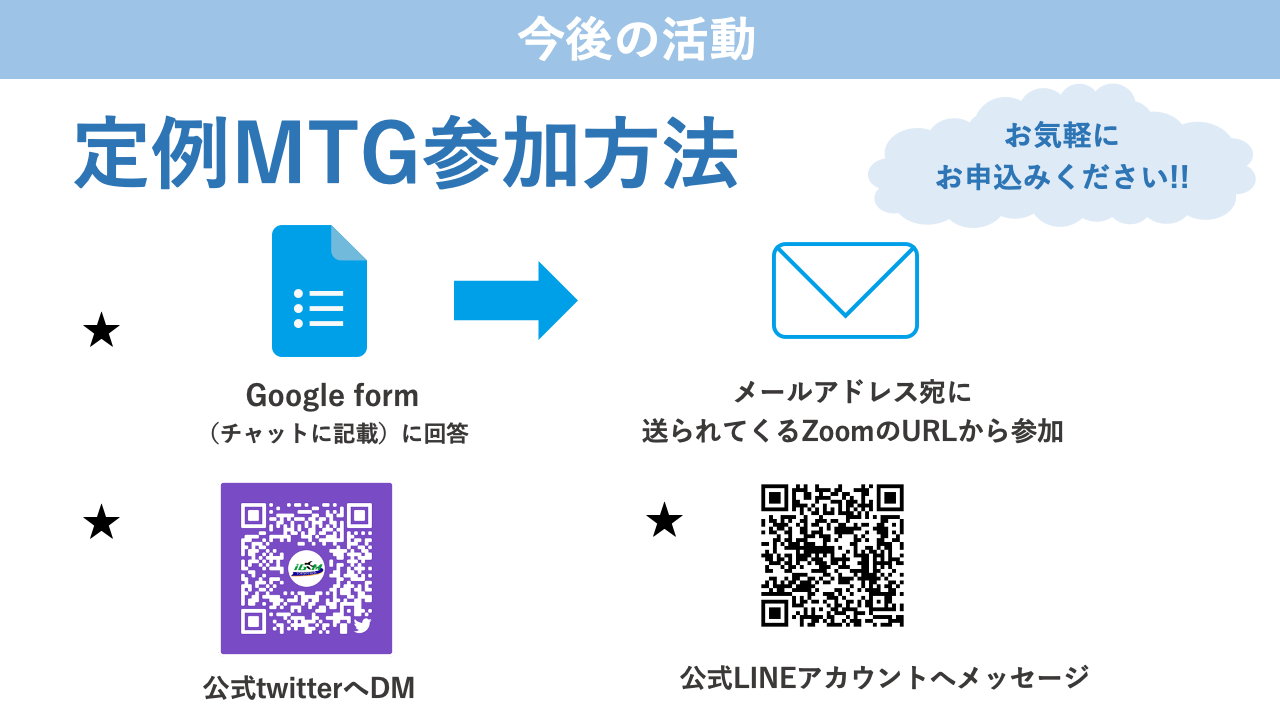 今後の活動
定例MTG参加方法
お気軽に
お申込みください!!
★
Google form
（チャットに記載）に回答
メールアドレス宛に
送られてくるZoomのURLから参加
★
公式twitterへDM
★
公式LINEアカウントへメッセージ